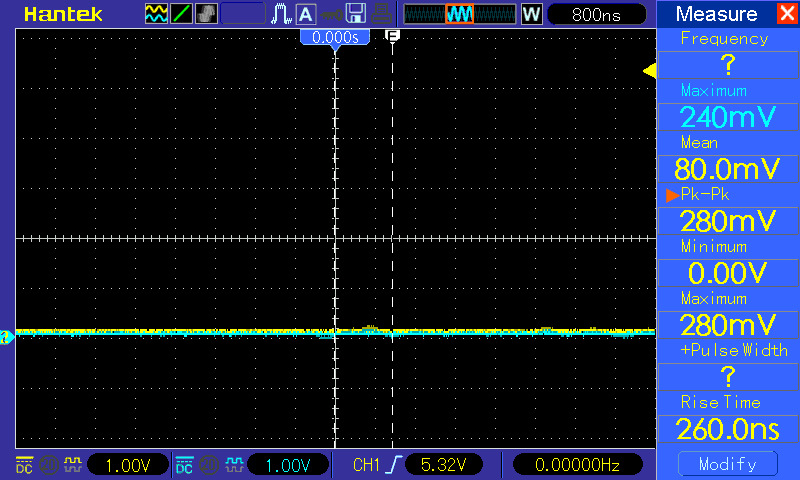 Hantek
A
W
800ns
Measure
0.000s
F
Frequency
?
Maximum
240mV
Mean
80.0mV
Pk-Pk
280mV
Minimum
0.00V
Maximum
280mV
+Pulse Width
?
Rise Time
260.0ns
DC
1.00V
DC
1.00V
CH1
5.32V
0.00000Hz
Modify